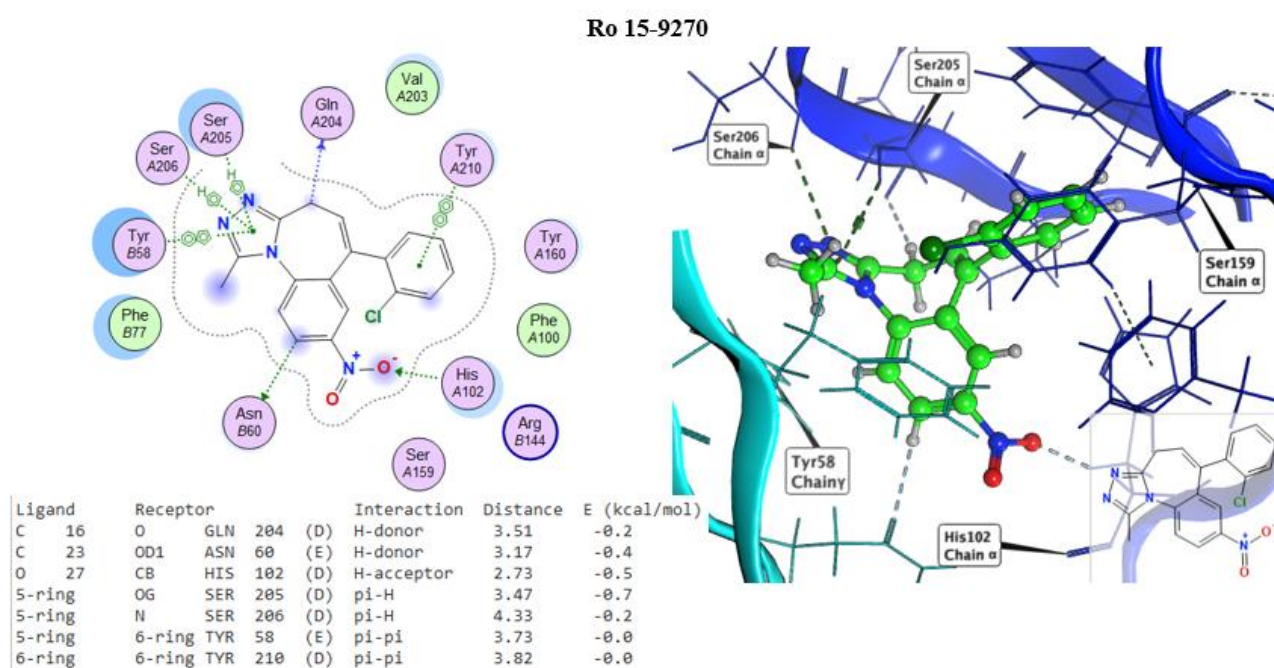 Ro 15-9270
Val
A203
Ser
A205
Gln
A204
Ser
A206
Tyr
A210
H
H
N
N
N
Tyr
B58
Tyr
A160
Phe
B77
Cl
Phe
A100
N+
O-
O
His
A102
Asn
B60
Arg
B144
Ser
A159
Ser205
Chain α
Ser206
Chain α
Ser159
Chain α
Tyr58
Chainγ
His102
Chain α
N
N
N
Cl
N+
O-
O
Ligand Receptor Interaction Distance E (kcal/mol)
C 16 O GLN 204 (D) H-donor 3.51 -0.2
C 23 OD1 ASN 60 (E) H-donor 3.17 -0.4
O 27 CB HIS 102 (D) H-acceptor 2.73 -0.5
5-ring OG SER 205 (D) pi-H 3.47 -0.7
5-ring N SER 206 (D) pi-H 4.33 -0.2
5-ring 6-ring TYR 58 (E) pi-pi 3.73 -0.0
6-ring 6-ring TYR 210 (D) pi-pi 3.82 -0.0